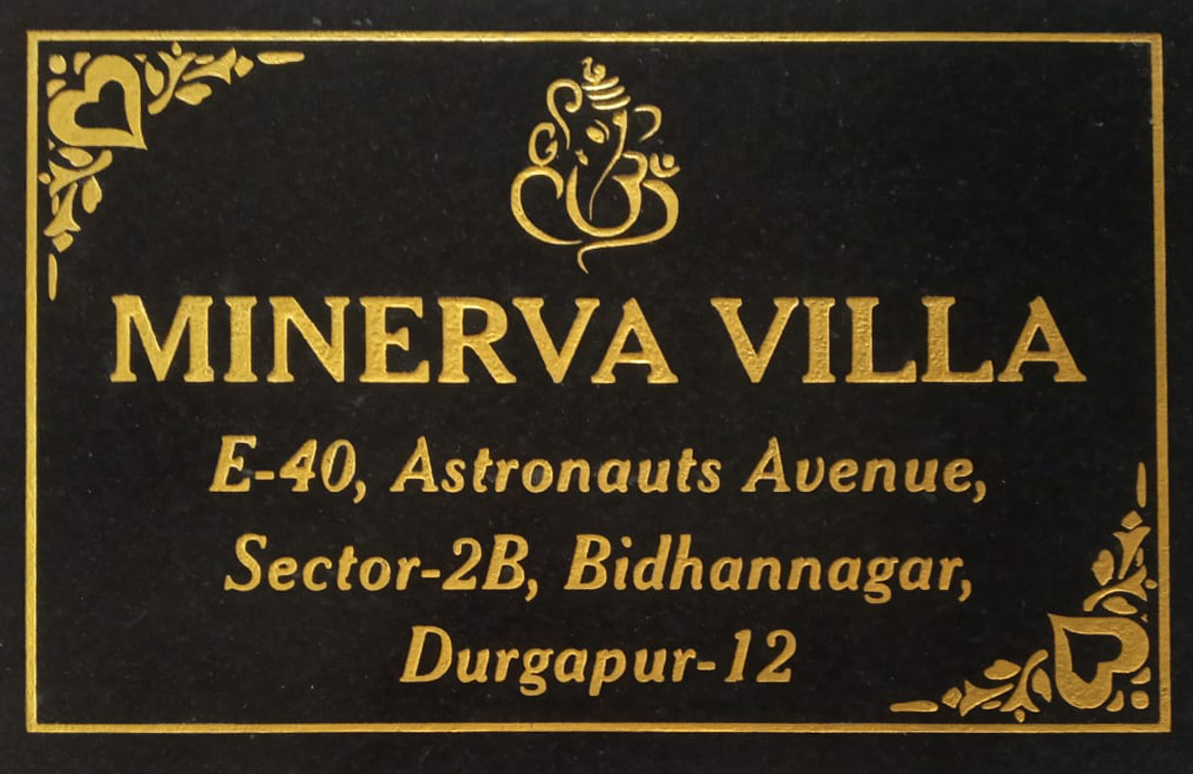 MINERVA VILLA
E-40, Astronauts Avenue,
Sector-2B, Bidhannagar,
Durgapur-12